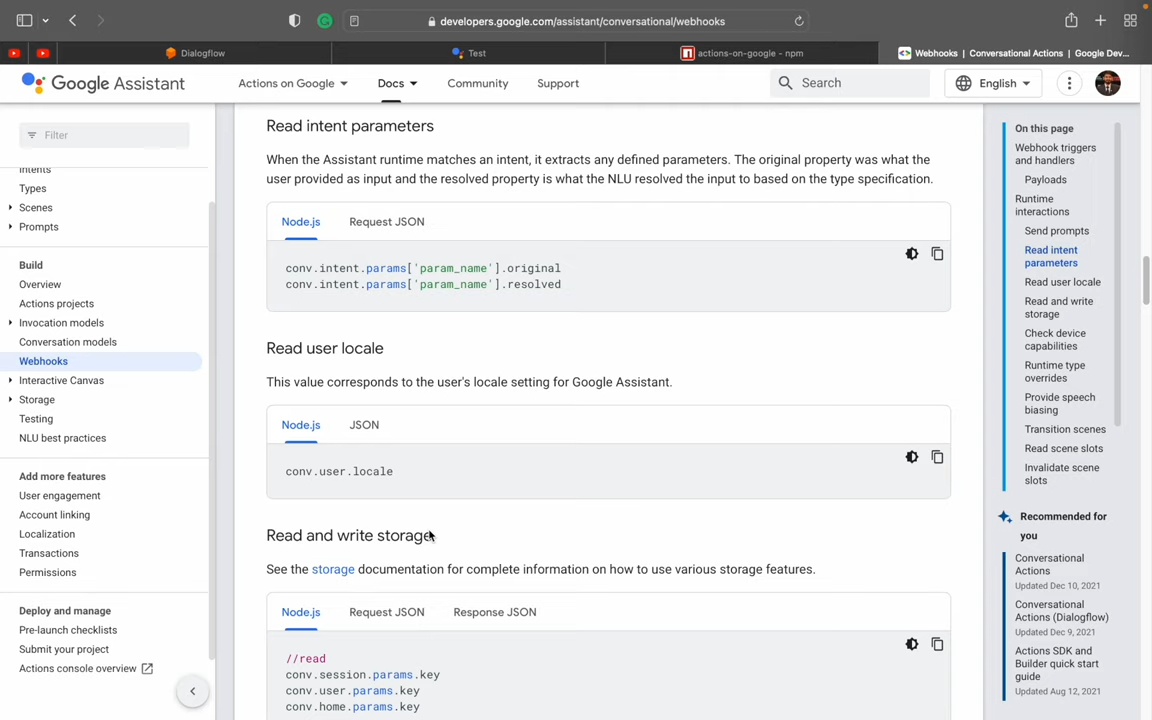 developers.google.com/assistant/conversational/webhooks
Dialogflow
Test
actions-on-google - npm
Webhooks | Conversational Actions | Google Dev...
Google Assistant
Actions on Google
Docs
Community
Support
Search
English
Filter
Intents
Types
Scenes
Prompts
Build
Overview
Actions projects
Invocation models
Conversation models
Webhooks
Interactive Canvas
Storage
Testing
NLU best practices
Add more features
User engagement
Account linking
Localization
Transactions
Permissions
Deploy and manage
Pre-launch checklists
Submit your project
Actions console overview
Read intent parameters
When the Assistant runtime matches an intent, it extracts any defined parameters. The original property was what the
user provided as input and the resolved property is what the NLU resolved the input to based on the type specification.
Node.js Request JSON
conv.intent.params['param_name'].original
conv.intent.params['param_name'].resolved
Read user locale
This value corresponds to the user's locale setting for Google Assistant.
Node.js JSON
conv.user.locale
Read and write storage
See the storage documentation for complete information on how to use various storage features.
Node.js Request JSON Response JSON
//read
conv.session.params.key
conv.user.params.key
conv.home.params.key
On this page
Webhook triggers
and handlers
Payloads
Runtime
interactions
Send prompts
Read intent
parameters
Read user locale
Read and write
storage
Check device
capabilities
Runtime type
overrides
Provide speech
biasing
Transition scenes
Read scene slots
Invalidate scene
slots
Recommended for
you
Conversational
Actions
Updated Dec 10, 2021
Conversational
Actions (Dialogflow)
Updated Dec 9, 2021
Actions SDK and
Builder quick start
guide
Updated Aug 12, 2021